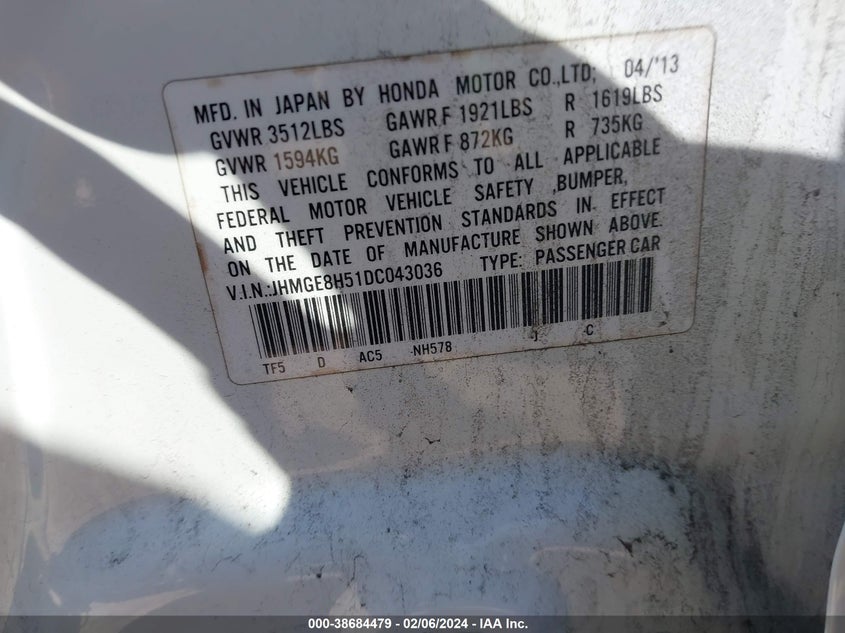 MFD. IN JAPAN BY HONDA MOTOR CO.,LTD; 04/'13
GVWR 3512LBS GAWR F 1921LBS R 1619LBS
GVWR 1594KG GAWR F 872KG R 735KG
THIS VEHICLE CONFORMS TO ALL APPLICABLE
FEDERAL MOTOR VEHICLE SAFETY ,BUMPER,
AND THEFT PREVENTION STANDARDS IN EFFECT
ON THE DATE OF MANUFACTURE SHOWN ABOVE.
V.I.N.:JHMGE8H51DC043036 TYPE: PASSENGER CAR
TF5 D AC5 -NH578 1 C
000-38684479 - 02/06/2024 - IAA Inc.